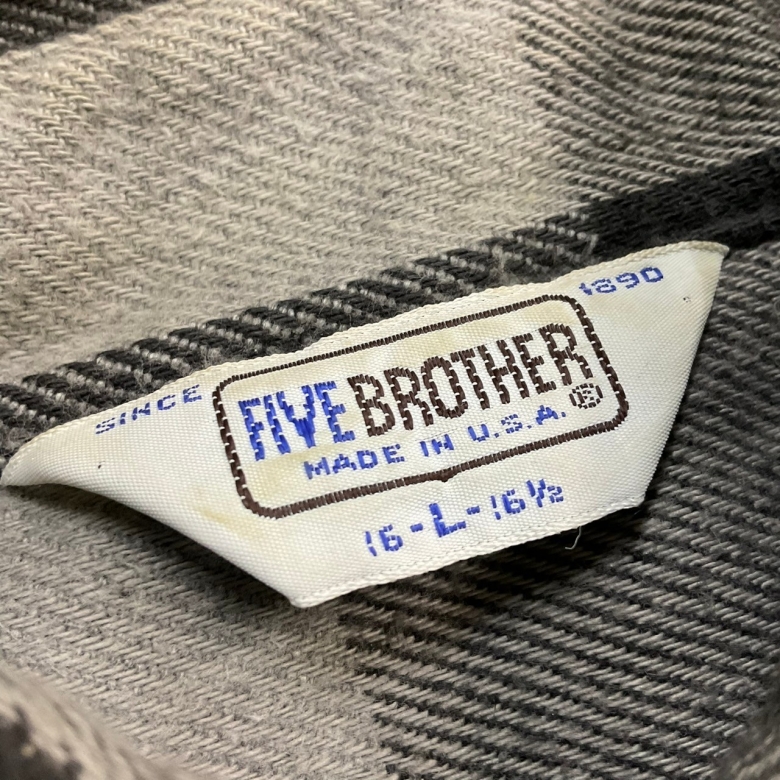 SINCE 1890
FIVE BROTHER
MADE IN U.S.A. ®
16-L-16½